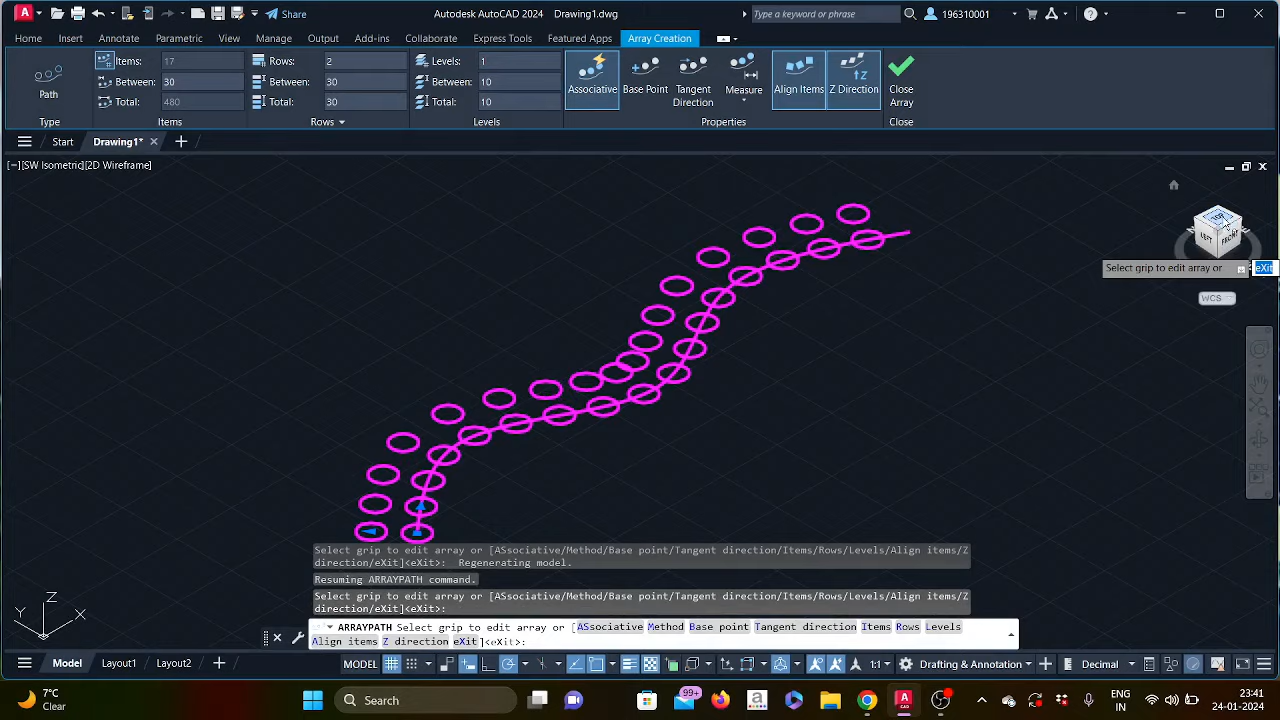 A CAD Share Autodesk AutoCAD 2024 Drawing1.dwg Type a keyword or phrase 196310001 ?
Home Insert Annotate Parametric View Manage Output Add-ins Collaborate Express Tools Featured Apps Array Creation
Items: 17 Rows: 2 Levels: 1
Between: 30 Between: 30 Between: 10
Total: 480 Total: 30 Total: 10
Path Associative Base Point Tangent Direction Measure Align Items Z Direction Close Array
Type Items Rows Levels Properties Close
Start Drawing1*
[−][SW Isometric][2D Wireframe]
TOP
LEFT FRONT
Select grip to edit array or eXit
WCS
Select grip to edit array or [ASsociative/Method/Base point/Tangent direction/Items/Rows/Levels/Align items/Z
direction/eXit]<eXit>: Regenerating model.
Resuming ARRAYPATH command.
Select grip to edit array or [ASsociative/Method/Base point/Tangent direction/Items/Rows/Levels/Align items/Z
direction/eXit]<eXit>:
ARRAYPATH Select grip to edit array or [ASsociative Method Base point Tangent direction Items Rows Levels
Align items Z direction eXit]<eXit>:
Y Z X
Model Layout1 Layout2 MODEL 1:1 Drafting & Annotation Decimal
7°C
Clear
Search
99+
a
A CAD
ENG
IN
23:41
24-01-2024